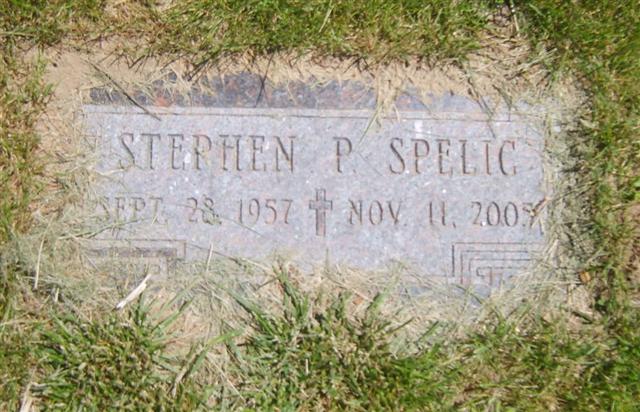 STEPHEN P. SPELIC
SEPT. 28, 1957 NOV. 11, 2005